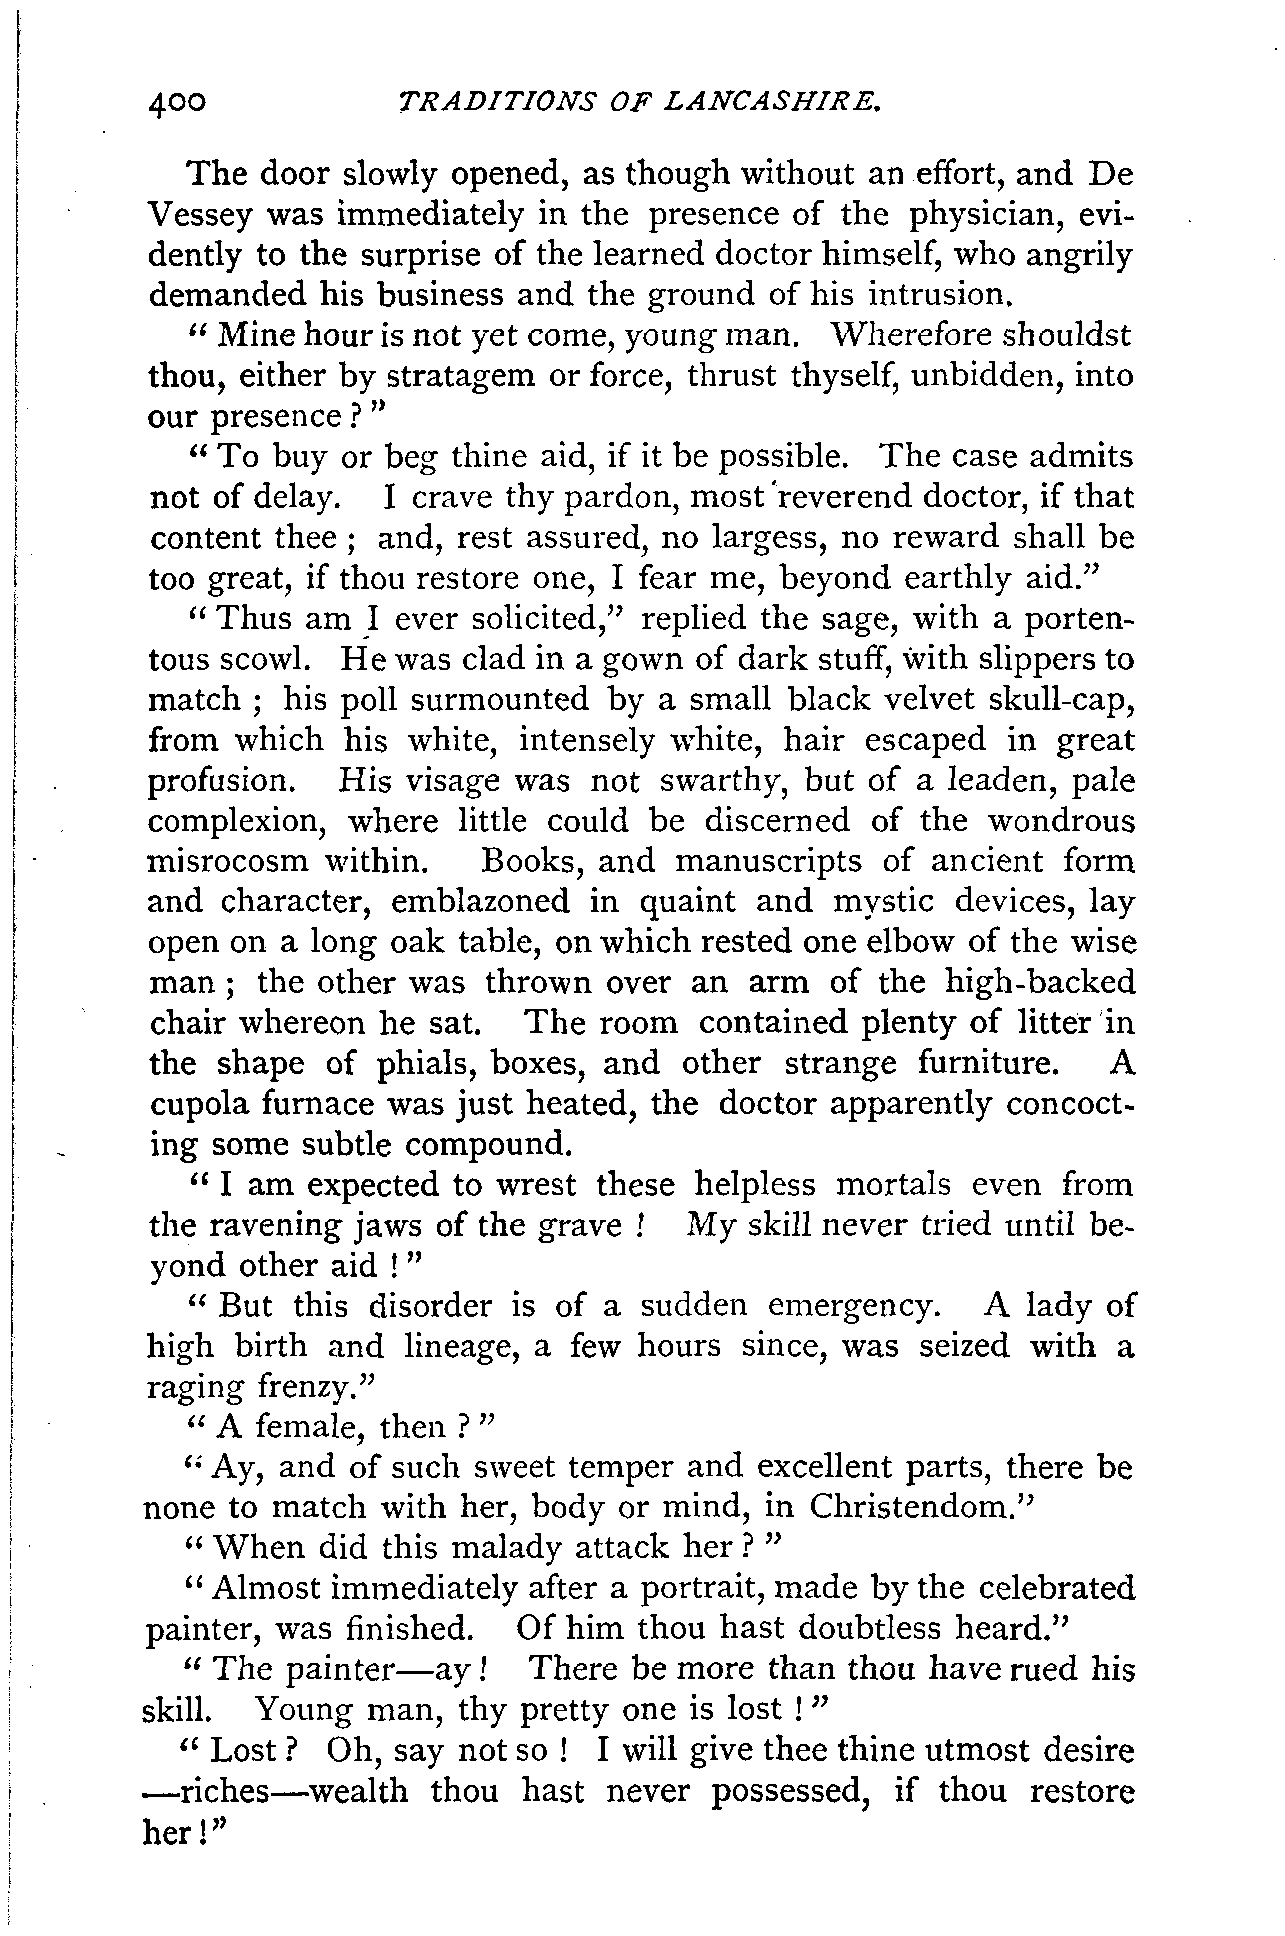 400 TRADITIONS OF LANCASHIRE.
The door slowly opened, as though without an effort, and De
Vessey was immediately in the presence of the physician, evi-
dently to the surprise of the learned doctor himself, who angrily
demanded his business and the ground of his intrusion.
“ Mine hour is not yet come, young man. Wherefore shouldst
thou, either by stratagem or force, thrust thyself, unbidden, into
our presence ? ”
“ To buy or beg thine aid, if it be possible. The case admits
not of delay. I crave thy pardon, most reverend doctor, if that
content thee ; and, rest assured, no largess, no reward shall be
too great, if thou restore one, I fear me, beyond earthly aid.”
“ Thus am I ever solicited,” replied the sage, with a porten-
tous scowl. He was clad in a gown of dark stuff, with slippers to
match ; his poll surmounted by a small black velvet skull-cap,
from which his white, intensely white, hair escaped in great
profusion. His visage was not swarthy, but of a leaden, pale
complexion, where little could be discerned of the wondrous
misrocosm within. Books, and manuscripts of ancient form
and character, emblazoned in quaint and mystic devices, lay
open on a long oak table, on which rested one elbow of the wise
man ; the other was thrown over an arm of the high-backed
chair whereon he sat. The room contained plenty of litter in
the shape of phials, boxes, and other strange furniture. A
cupola furnace was just heated, the doctor apparently concoct-
ing some subtle compound.
“ I am expected to wrest these helpless mortals even from
the ravening jaws of the grave ! My skill never tried until be-
yond other aid ! ”
“ But this disorder is of a sudden emergency. A lady of
high birth and lineage, a few hours since, was seized with a
raging frenzy.”
“ A female, then ? ”
“ Ay, and of such sweet temper and excellent parts, there be
none to match with her, body or mind, in Christendom.”
“ When did this malady attack her ? ”
“ Almost immediately after a portrait, made by the celebrated
painter, was finished. Of him thou hast doubtless heard.”
“ The painter—ay ! There be more than thou have rued his
skill. Young man, thy pretty one is lost ! ”
“ Lost ? Oh, say not so ! I will give thee thine utmost desire
—riches—wealth thou hast never possessed, if thou restore
her !”